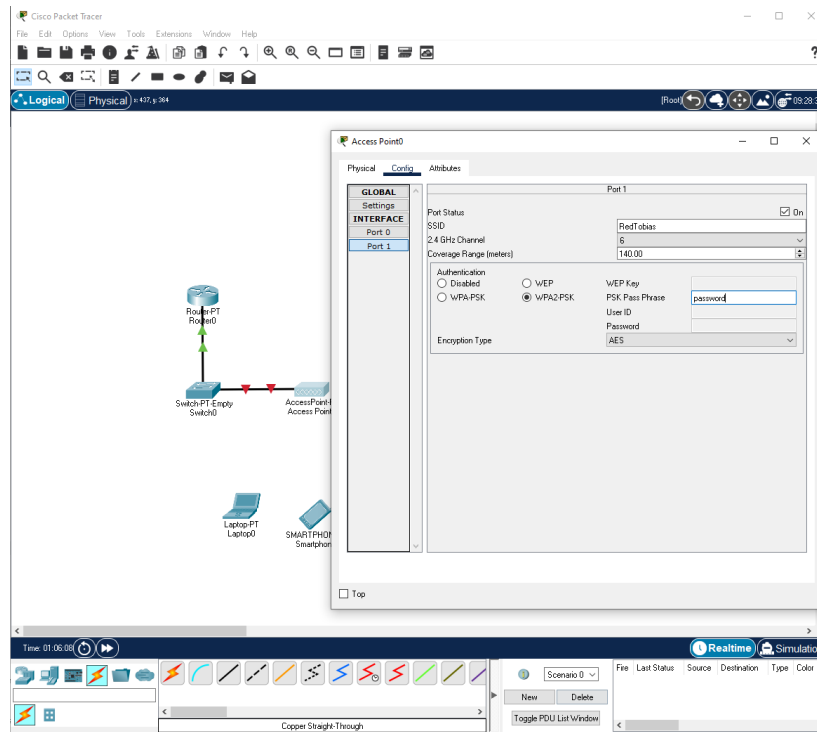 Cisco Packet Tracer
File Edit Options View Tools Extensions Window Help
?
Logical Physical x: 437, y: 364 [Root] 09:28:3
Access Point0
Physical Config Attributes
GLOBAL
Settings
INTERFACE
Port 0
Port 1
Port 1
Port Status On
SSID RedTobias
2.4 GHz Channel 6
Coverage Range (meters) 140.00
Authentication
Disabled WEP WEP Key
WPA-PSK WPA2-PSK PSK Pass Phrase password
User ID
Password
Encryption Type AES
Router-PT
Router0
Switch-PT-Empty
Switch0
AccessPoint-
Access Point
Laptop-PT
Laptop0
SMARTPHO
Smartphon
Top
Time: 01:06:08 Realtime Simulatio
Scenario 0
New Delete
Toggle PDU List Window
Fire Last Status Source Destination Type Color
Copper Straight-Through